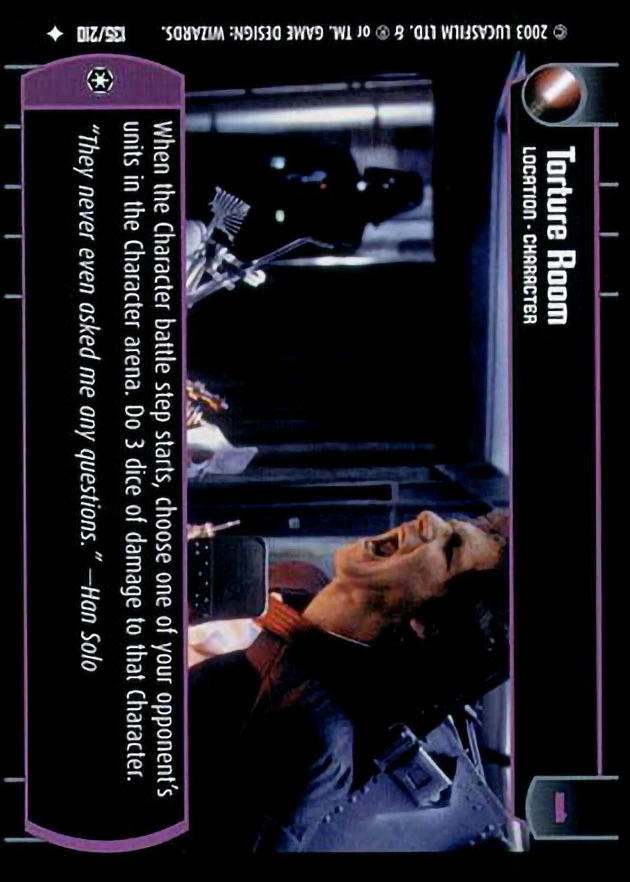 Torture Room
LOCATION - CHARACTER
When the Character battle step starts, choose one of your opponent's
units in the Character arena. Do 3 dice of damage to that Character.
"They never even asked me any questions." —Han Solo
© 2003 LUCASFILM LTD. & ® or TM. GAME DESIGN: WIZARDS.
135/210